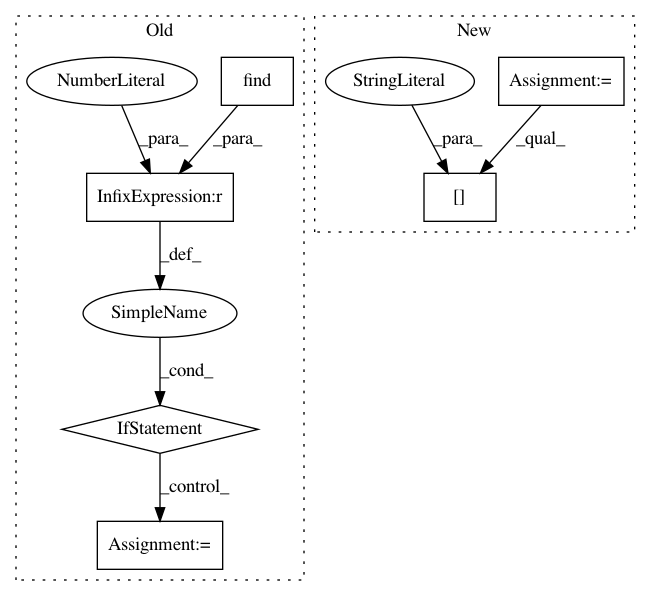 Old
New
NumberLiteral
find
StringLiteral
Assignment:=
_para_
_para_
_para_
_qual_
InfixExpression:r
[]
_def_
SimpleName
_cond_
IfStatement
_control_
Assignment:=